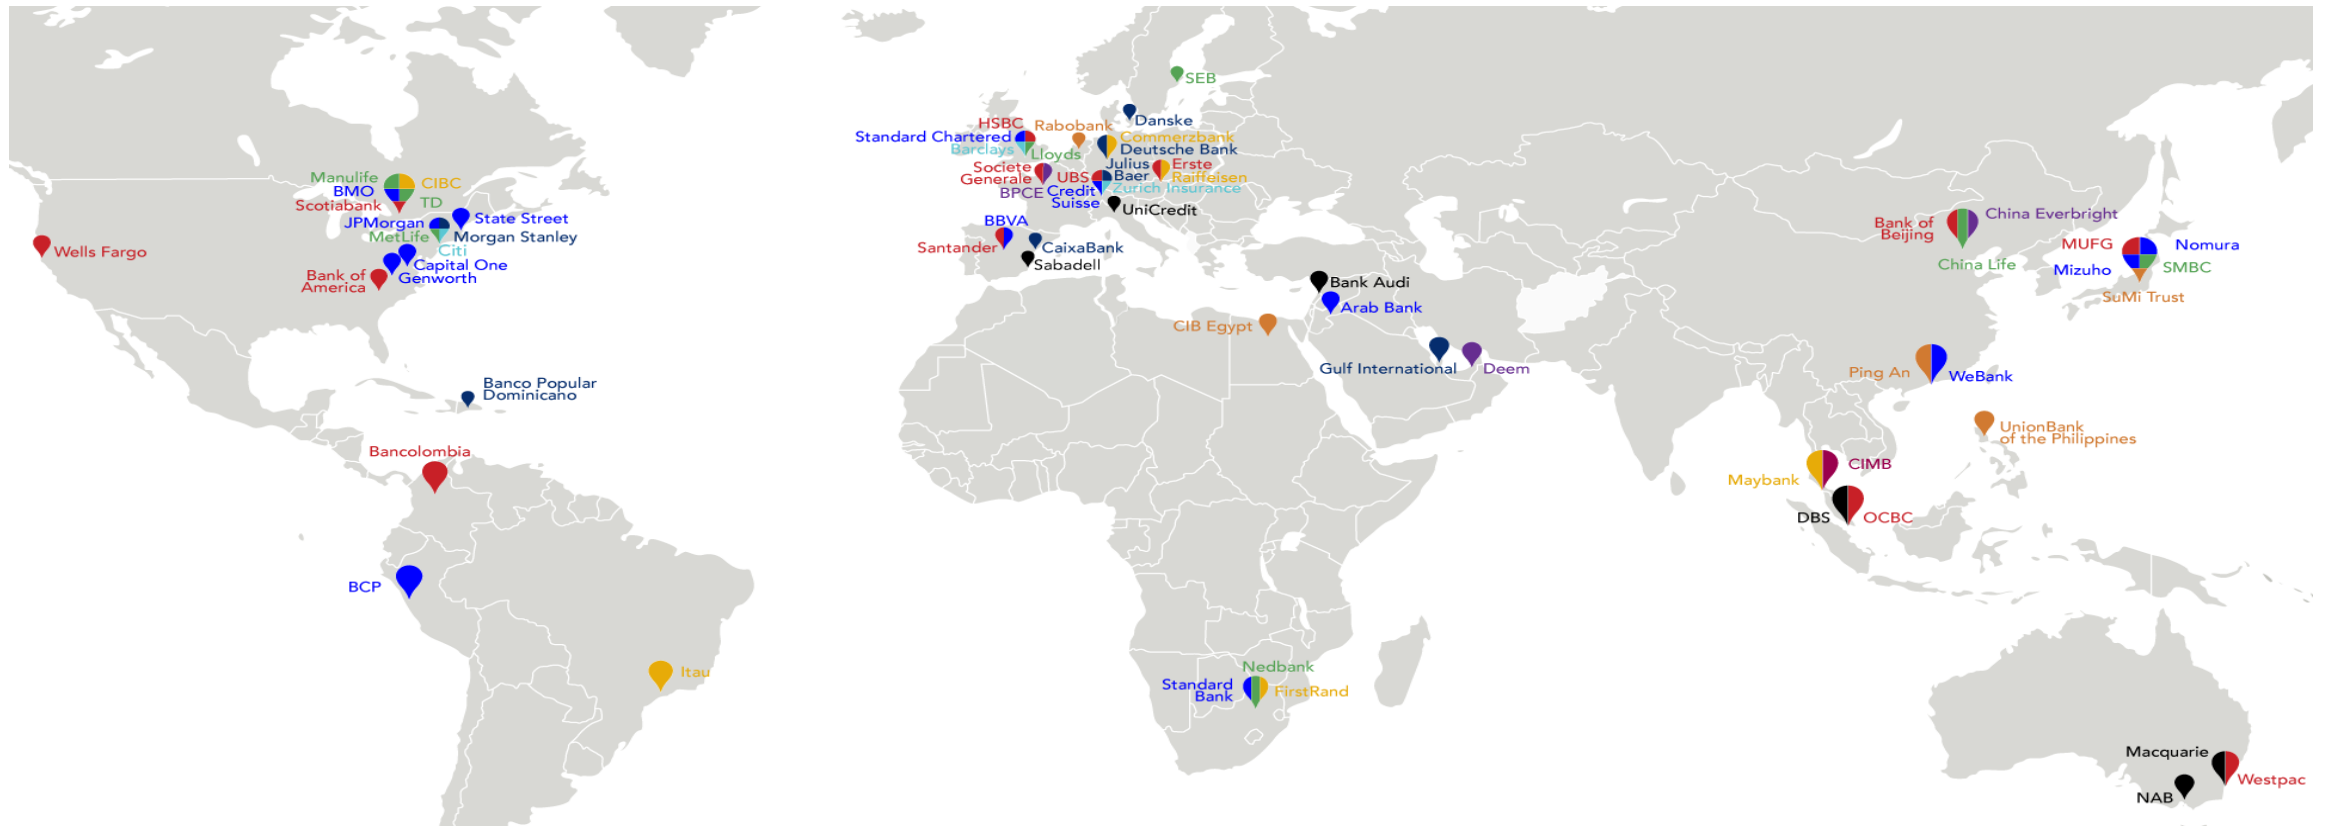 SEB
Danske
HSBC
Rabobank
Standard Chartered
Commerzbank
Barclays
Lloyds
Deutsche Bank
Societe
Generale
Julius
Baer
Erste
Raiffeisen
UBS
BPCE
Credit
Suisse
Zurich Insurance
UniCredit
BBVA
Santander
CaixaBank
Sabadell
Manulife
CIBC
BMO
TD
Scotiabank
JPMorgan
State Street
MetLife
Morgan Stanley
Citi
Wells Fargo
Capital One
Genworth
Bank of
America
Bank Audi
Arab Bank
CIB Egypt
Gulf International
Deem
China Everbright
Bank of
Beijing
China Life
MUFG
Nomura
Mizuho
SMBC
SuMi Trust
Ping An
WeBank
Banco Popular
Dominicano
UnionBank
of the Philippines
Bancolombia
Maybank
CIMB
DBS
OCBC
BCP
Itau
Nedbank
Standard
Bank
FirstRand
Macquarie
Westpac
NAB